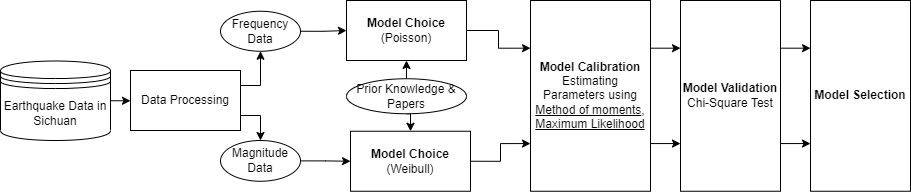 Earthquake Data in
Sichuan
Data Processing
Frequency
Data
Magnitude
Data
Model Choice
(Poisson)
Prior Knowledge &
Papers
Model Choice
(Weibull)
Model Calibration
Estimating
Parameters using
Method of moments,
Maximum Likelihood
Model Validation
Chi-Square Test
Model Selection